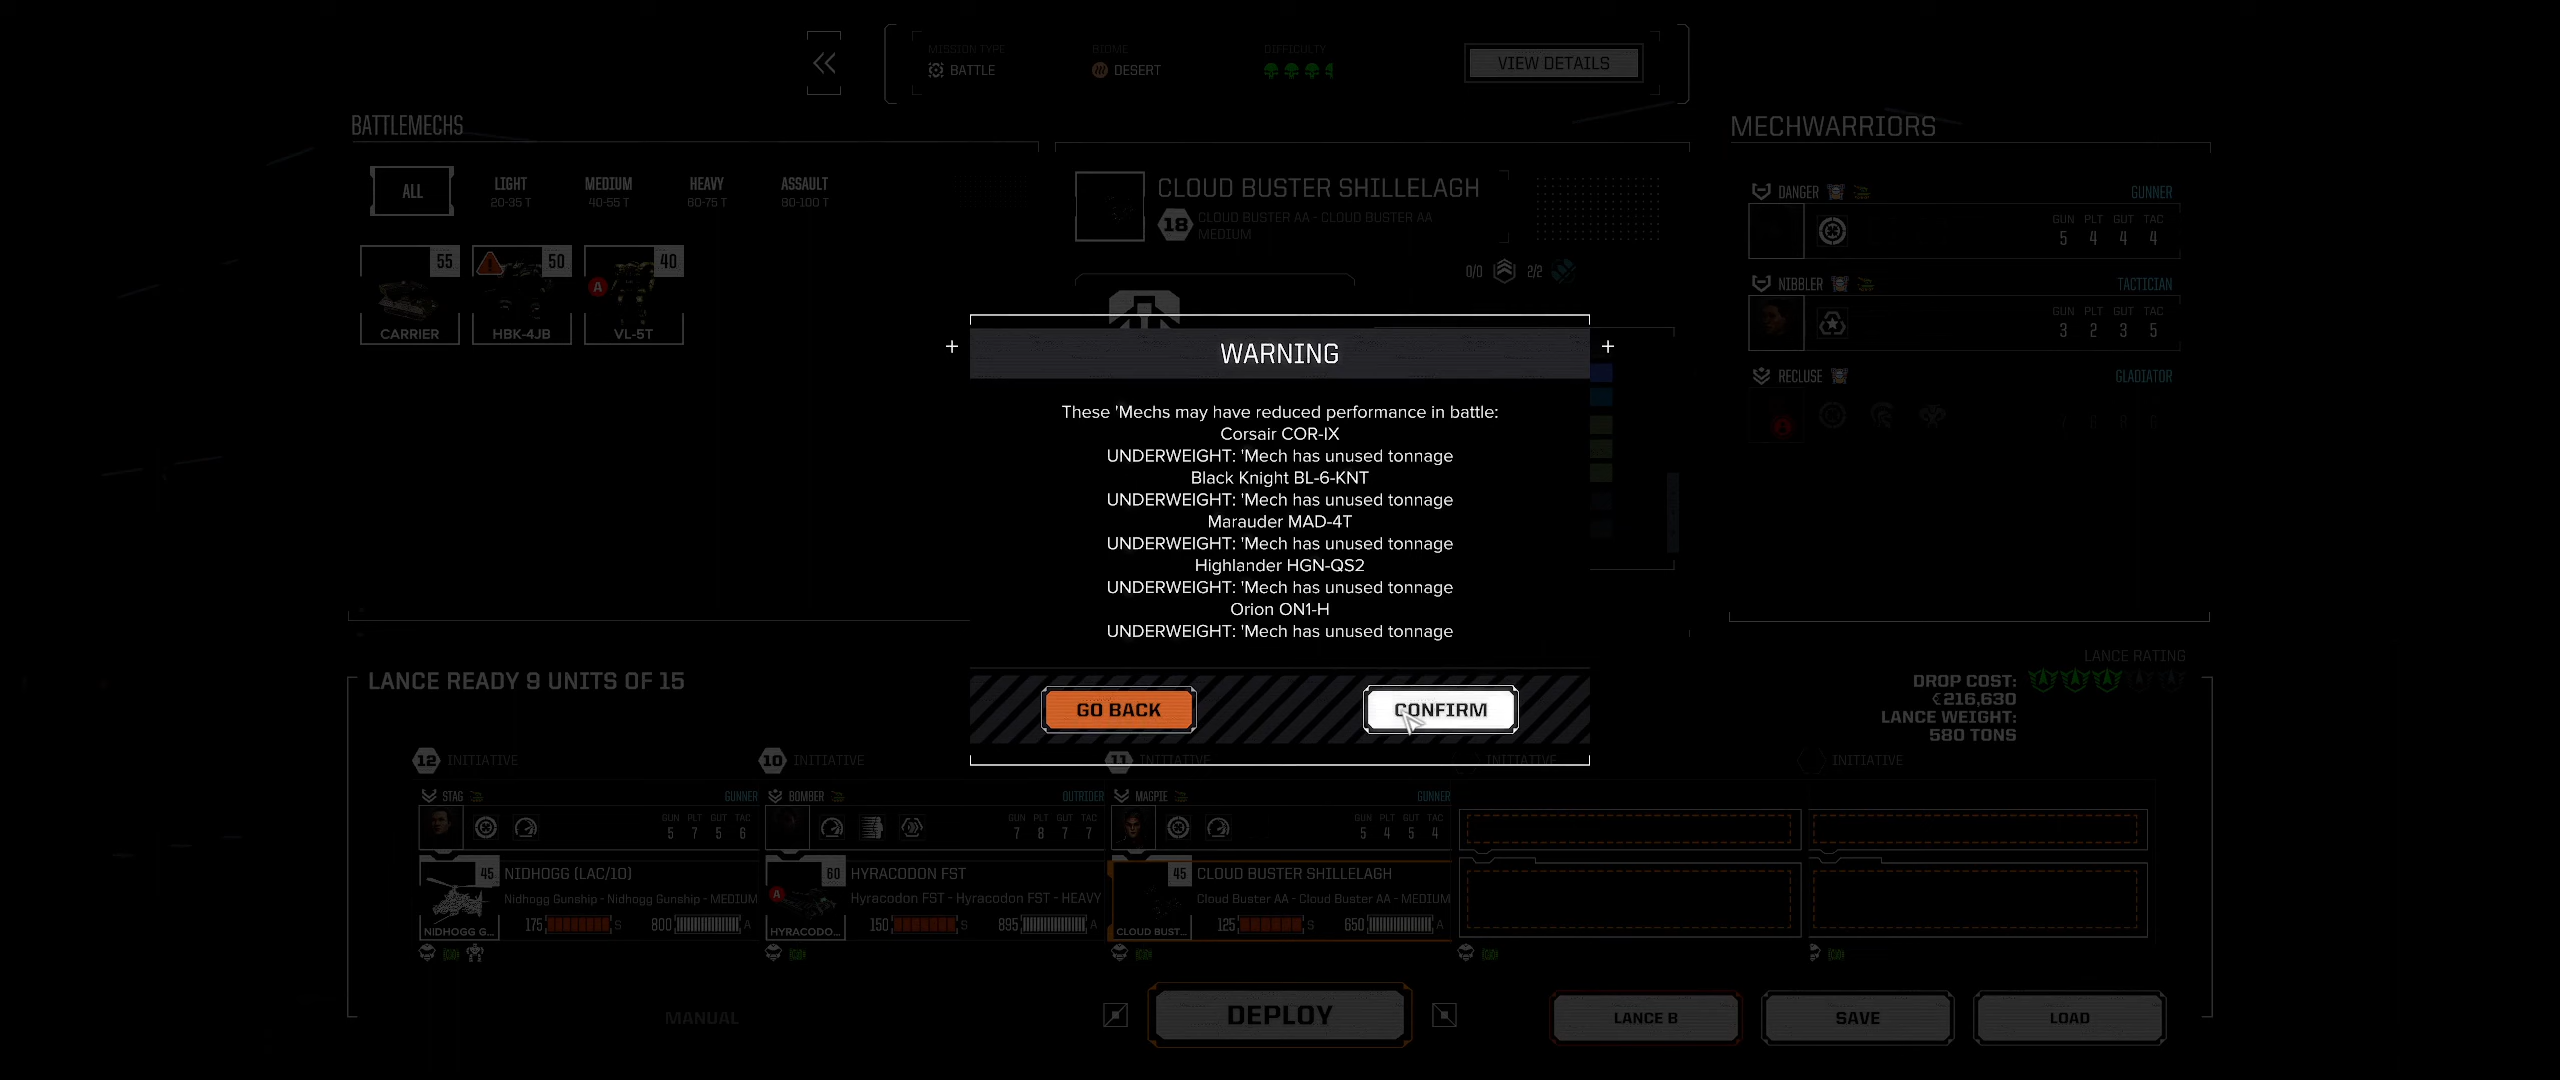 MISSION TYPE
BATTLE
BIOME
DESERT
DIFFICULTY
VIEW DETAILS
BATTLEMECHS
MECHWARRIORS
ALL
LIGHT
20-35 T
MEDIUM
40-55 T
HEAVY
60-75 T
ASSAULT
80-100 T
55
CARRIER
50
HBK-4JB
40
A
VL-5T
CLOUD BUSTER SHILLELAGH
18
CLOUD BUSTER AA - CLOUD BUSTER AA
MEDIUM
0/0
2/2
DANGER
GUNNER
GUN PLT GUT TAC
5 4 4 4
NIBBLER
TACTICIAN
GUN PLT GUT TAC
3 2 3 5
RECLUSE
GLADIATOR
WARNING
These 'Mechs may have reduced performance in battle:
Corsair COR-IX
UNDERWEIGHT: 'Mech has unused tonnage
Black Knight BL-6-KNT
UNDERWEIGHT: 'Mech has unused tonnage
Marauder MAD-4T
UNDERWEIGHT: 'Mech has unused tonnage
Highlander HGN-QS2
UNDERWEIGHT: 'Mech has unused tonnage
Orion ON1-H
UNDERWEIGHT: 'Mech has unused tonnage
GO BACK
CONFIRM
LANCE READY 9 UNITS OF 15
LANCE RATING
DROP COST:
¢216,630
LANCE WEIGHT:
580 TONS
12 INITIATIVE
STAG
GUNNER
GUN PLT GUT TAC
5 7 5 6
45
NIDHOGG (LAC/10)
Nidhogg Gunship - Nidhogg Gunship - MEDIUM
NIDHOGG G...
175 S 800 A
10 INITIATIVE
BOMBER
OUTRIDER
GUN PLT GUT TAC
7 8 7 7
60
A
HYRACODON FST
Hyracodon FST - Hyracodon FST - HEAVY
HYRACODO...
150 S 895 A
11 INITIATIVE
MAGPIE
GUNNER
GUN PLT GUT TAC
5 4 5 4
45
CLOUD BUSTER SHILLELAGH
Cloud Buster AA - Cloud Buster AA - MEDIUM
CLOUD BUST...
125 S 650 A
INITIATIVE
INITIATIVE
MANUAL
DEPLOY
LANCE B
SAVE
LOAD